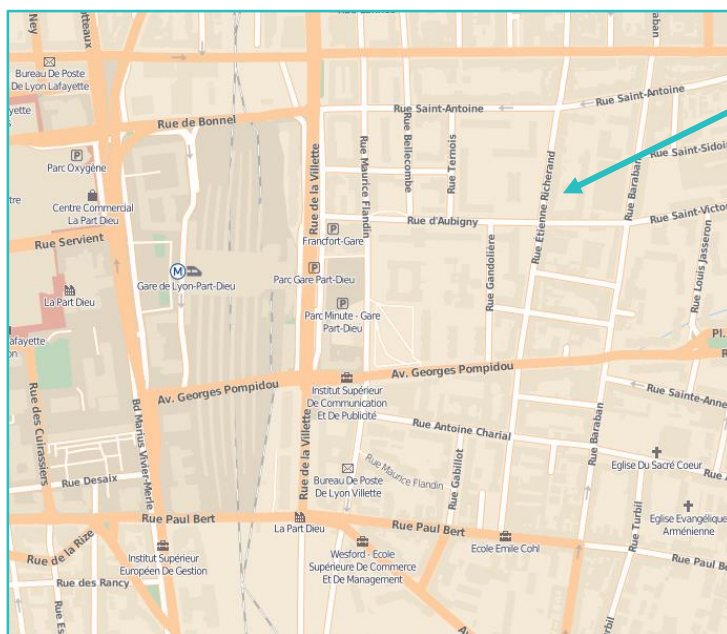 Ney
Bureau De Poste
De Lyon Lafayette
Rue de Bonnel
Parc Oxygène
Centre Commercial
La Part Dieu
Rue Servient
Gare de Lyon-Part-Dieu
La Part Dieu
Rue des Cuirassiers
Bd Marius Vivier-Merle
Rue Desaix
Rue de la Rize
Rue des Rancy
Institut Supérieur
Européen De Gestion
Rue Paul Bert
La Part Dieu
Av. Georges Pompidou
Rue de la Villette
Rue de la Villette
Francfort-Gare
Parc Gare Part-Dieu
Parc Minute - Gare
Part-Dieu
Institut Supérieur
De Communication
Et De Publicité
Bureau De Poste
De Lyon Villette
Wesford - Ecole
Supérieure De Commerce
Et De Management
Rue Maurice Flandin
Rue Maurice Flandin
Rue Bellecombe
Rue Ternois
Rue Saint-Antoine
Rue Saint-Antoine
Rue d'Aubigny
Rue Gandolière
Rue Etienne Richerand
Rue Etienne Richerand
Rue Baraban
Rue Baraban
Rue Louis Jasseron
Av. Georges Pompidou
Pl.
Rue Antoine Charial
Rue Gabillot
Rue Paul Bert
Ecole Emile Cohl
Rue Sainte-Anne
Eglise Du Sacré Coeur
Eglise Evangélique
Arménienne
Rue Turbil
Turbil
P
P
P
P
M